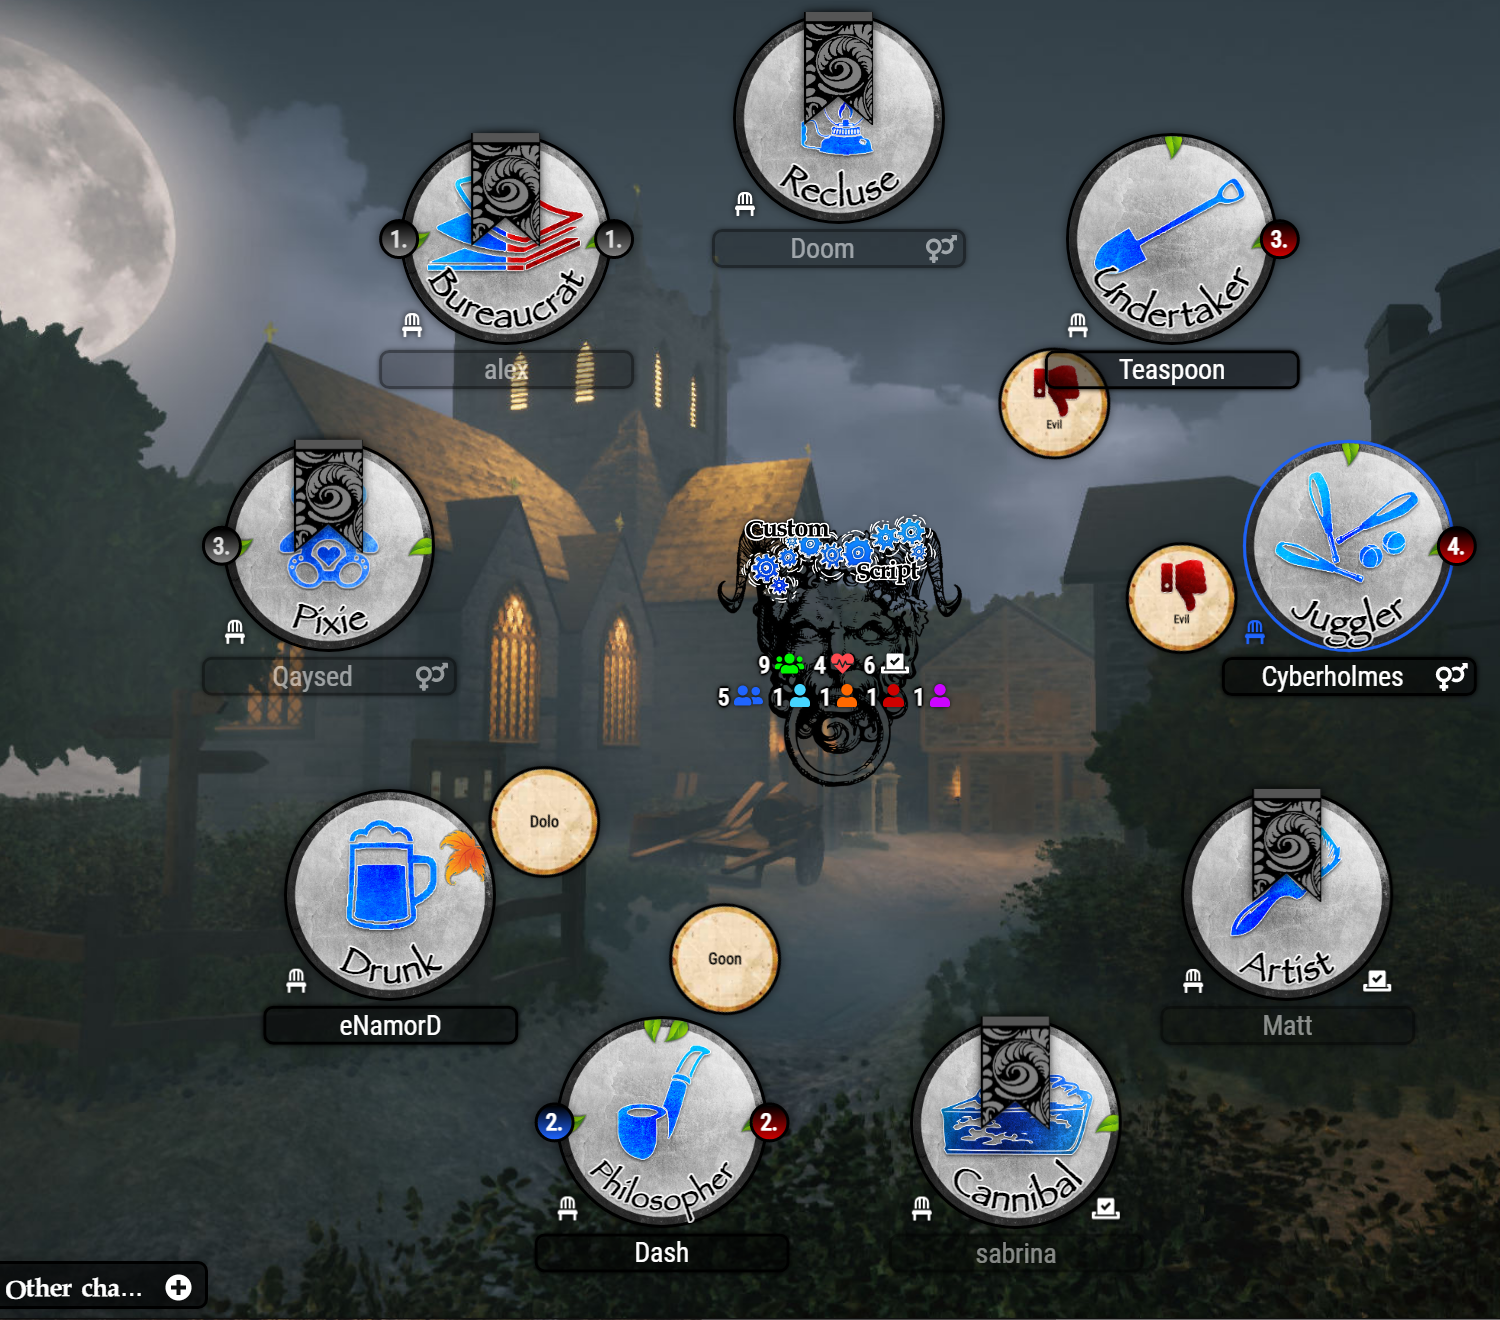 Recluse
Doom
Bureaucrat
1.
1.
alex
Undertaker
3.
Teaspoon
Evil
Pixie
3.
Qaysed
Custom
Script
9 4 6
5 1 1 1 1
Juggler
4.
Evil
Cyberholmes
Drunk
Dolo
eNamorD
Goon
Philosopher
2.
2.
Dash
Cannibal
sabrina
Artist
Matt
Other cha...